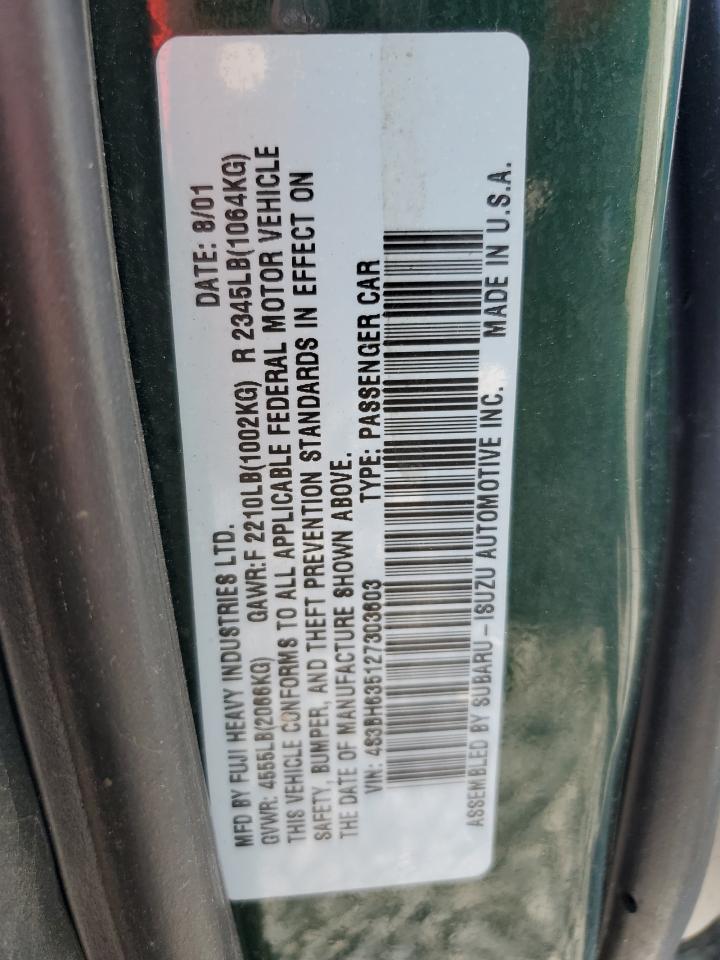 MFD BY FUJI HEAVY INDUSTRIES LTD. DATE: 8/01
GVWR: 4555LB(2066KG) GAWR:F 2210LB(1002KG) R 2345LB(1064KG)
THIS VEHICLE CONFORMS TO ALL APPLICABLE FEDERAL MOTOR VEHICLE
SAFETY, BUMPER, AND THEFT PREVENTION STANDARDS IN EFFECT ON
THE DATE OF MANUFACTURE SHOWN ABOVE.
VIN: 4S3BH635127303603 TYPE: PASSENGER CAR
ASSEMBLED BY SUBARU-ISUZU AUTOMOTIVE INC. MADE IN U.S.A.